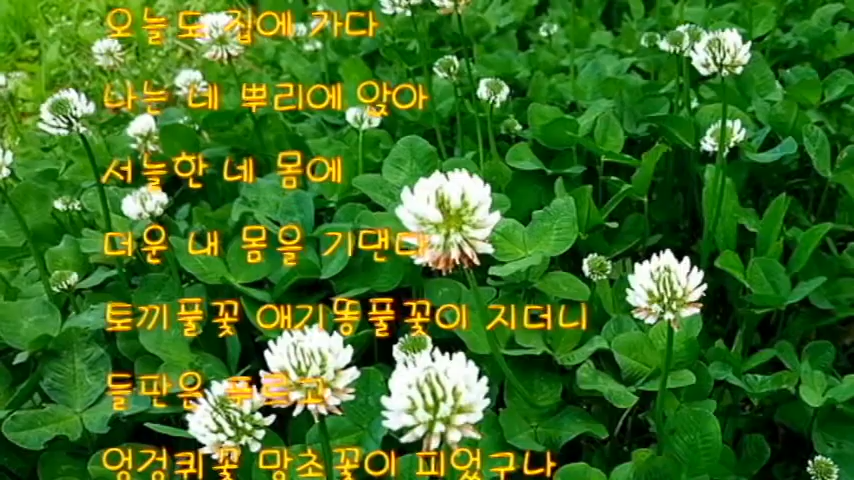 오늘도 집에 가다
나는 네 뿌리에 앉아
서늘한 네 몸에
더운 내 몸을 기댄다
토끼풀꽃 애기똥풀꽃이 지더니
들판은 푸르고
엉겅퀴꽃 망초꽃이 피었구나